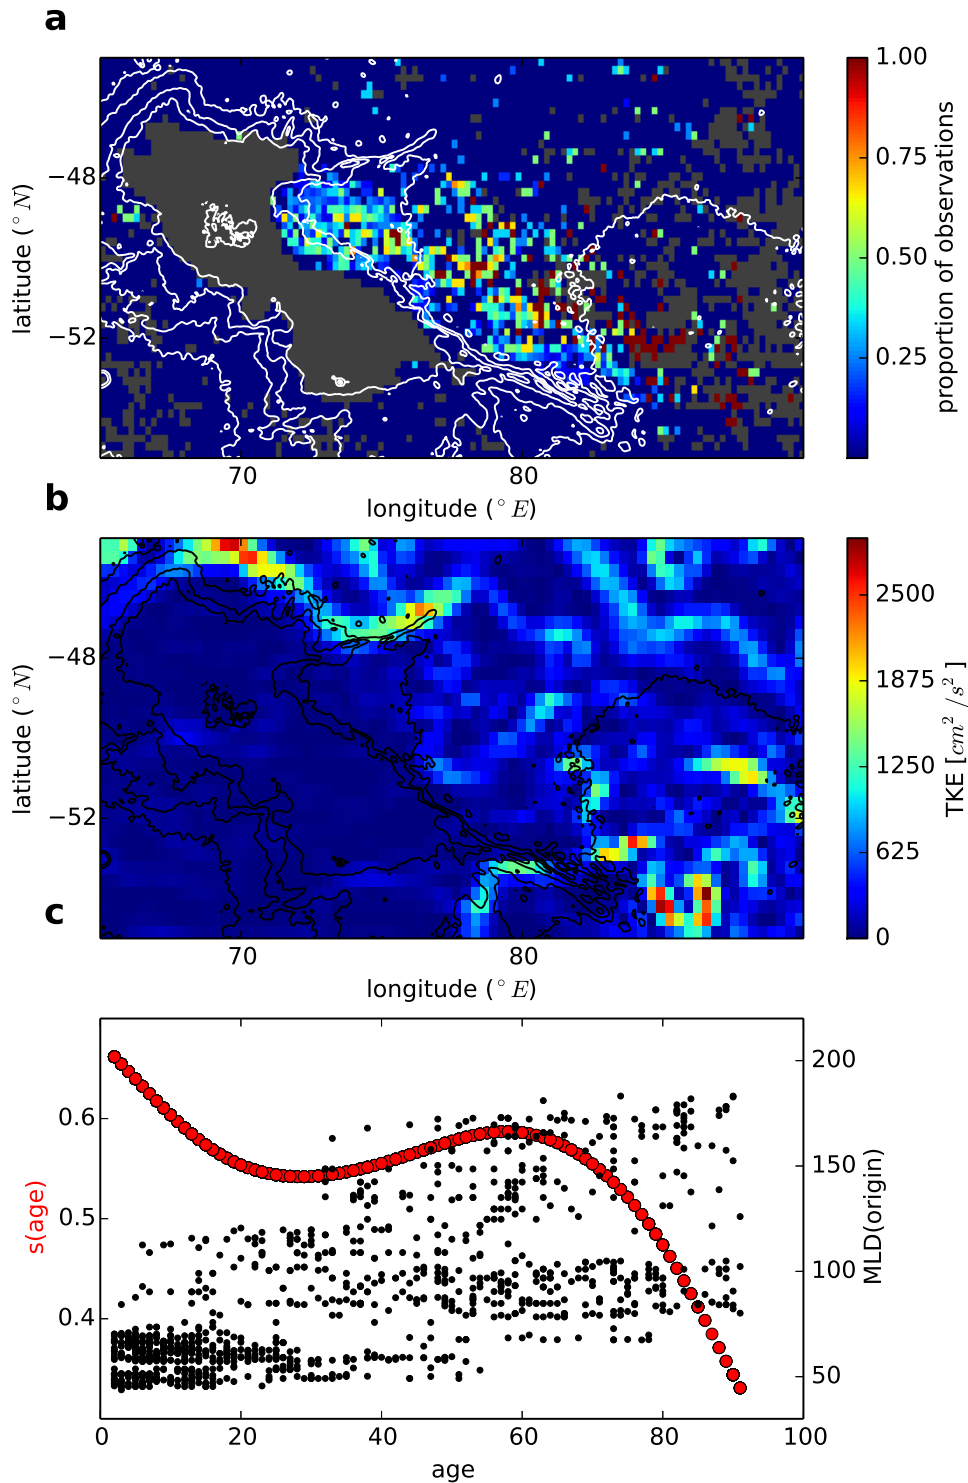 a
1.00
0.75
0.50
0.25
proportion of observations
−48
−52
latitude (°N)
70
80
longitude (°E)
b
2500
1875
1250
625
0
TKE [cm² /s²]
−48
−52
latitude (°N)
70
80
longitude (°E)
c
0.6
0.5
0.4
s(age)
200
150
100
50
MLD(origin)
0
20
40
60
80
100
age